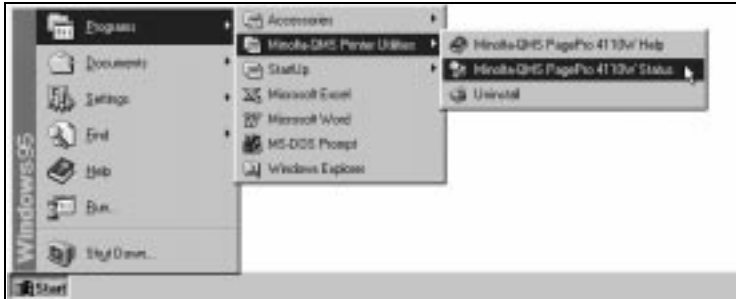 Programs
Documents
Settings
Find
Help
Run...
Shut Down...
Windows95
Start
Accessories
Minolta-QMS Printer Utilities
StartUp
Microsoft Excel
Microsoft Word
MS-DOS Prompt
Windows Explorer
Minolta-QMS PagePro 4110W Help
Minolta-QMS PagePro 4110W Status
Uninstall